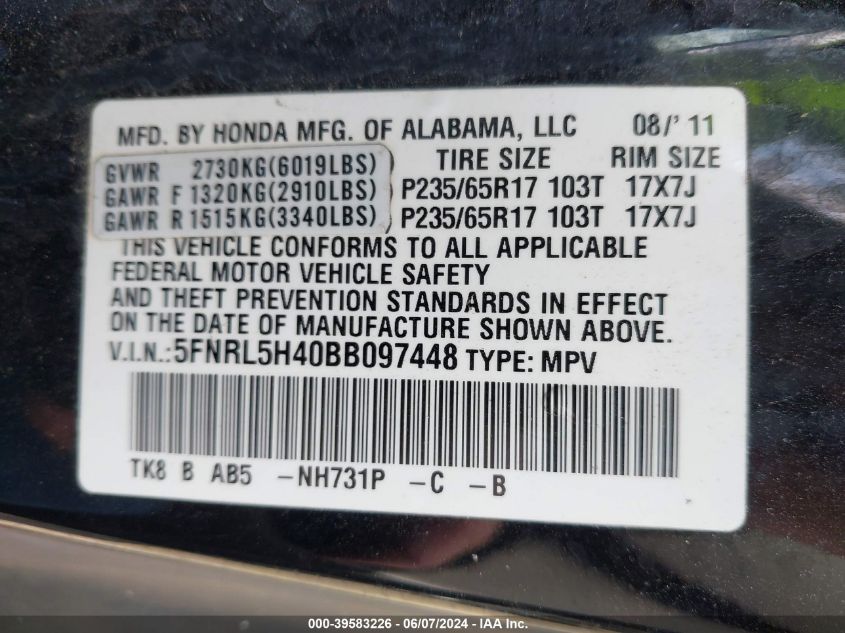 MFD. BY HONDA MFG. OF ALABAMA, LLC 08/' 11
GVWR 2730KG(6019LBS) TIRE SIZE RIM SIZE
GAWR F 1320KG(2910LBS) P235/65R17 103T 17X7J
GAWR R 1515KG(3340LBS) P235/65R17 103T 17X7J
THIS VEHICLE CONFORMS TO ALL APPLICABLE
FEDERAL MOTOR VEHICLE SAFETY
AND THEFT PREVENTION STANDARDS IN EFFECT
ON THE DATE OF MANUFACTURE SHOWN ABOVE.
V.I.N.: 5FNRL5H40BB097448 TYPE: MPV
TK8 B AB5 -NH731P -C -B
000-39583226 - 06/07/2024 - IAA Inc.